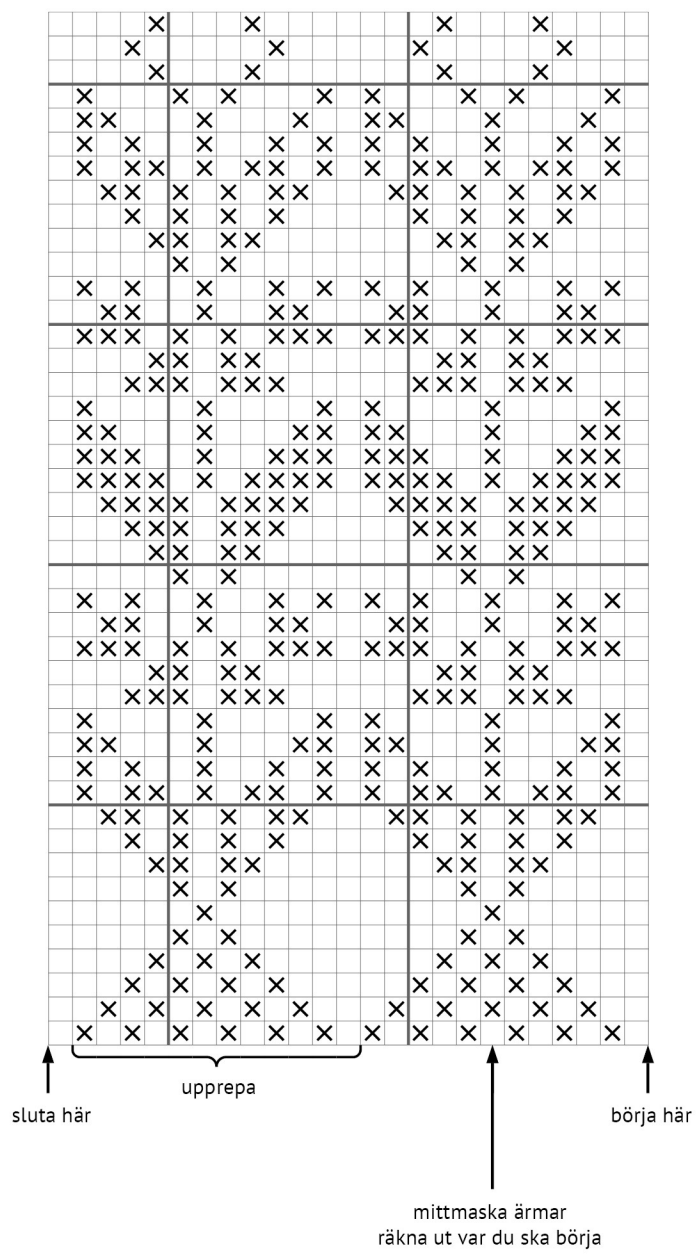 upprepa
sluta här
börja här
mittmaska ärmar
räkna ut var du ska börja